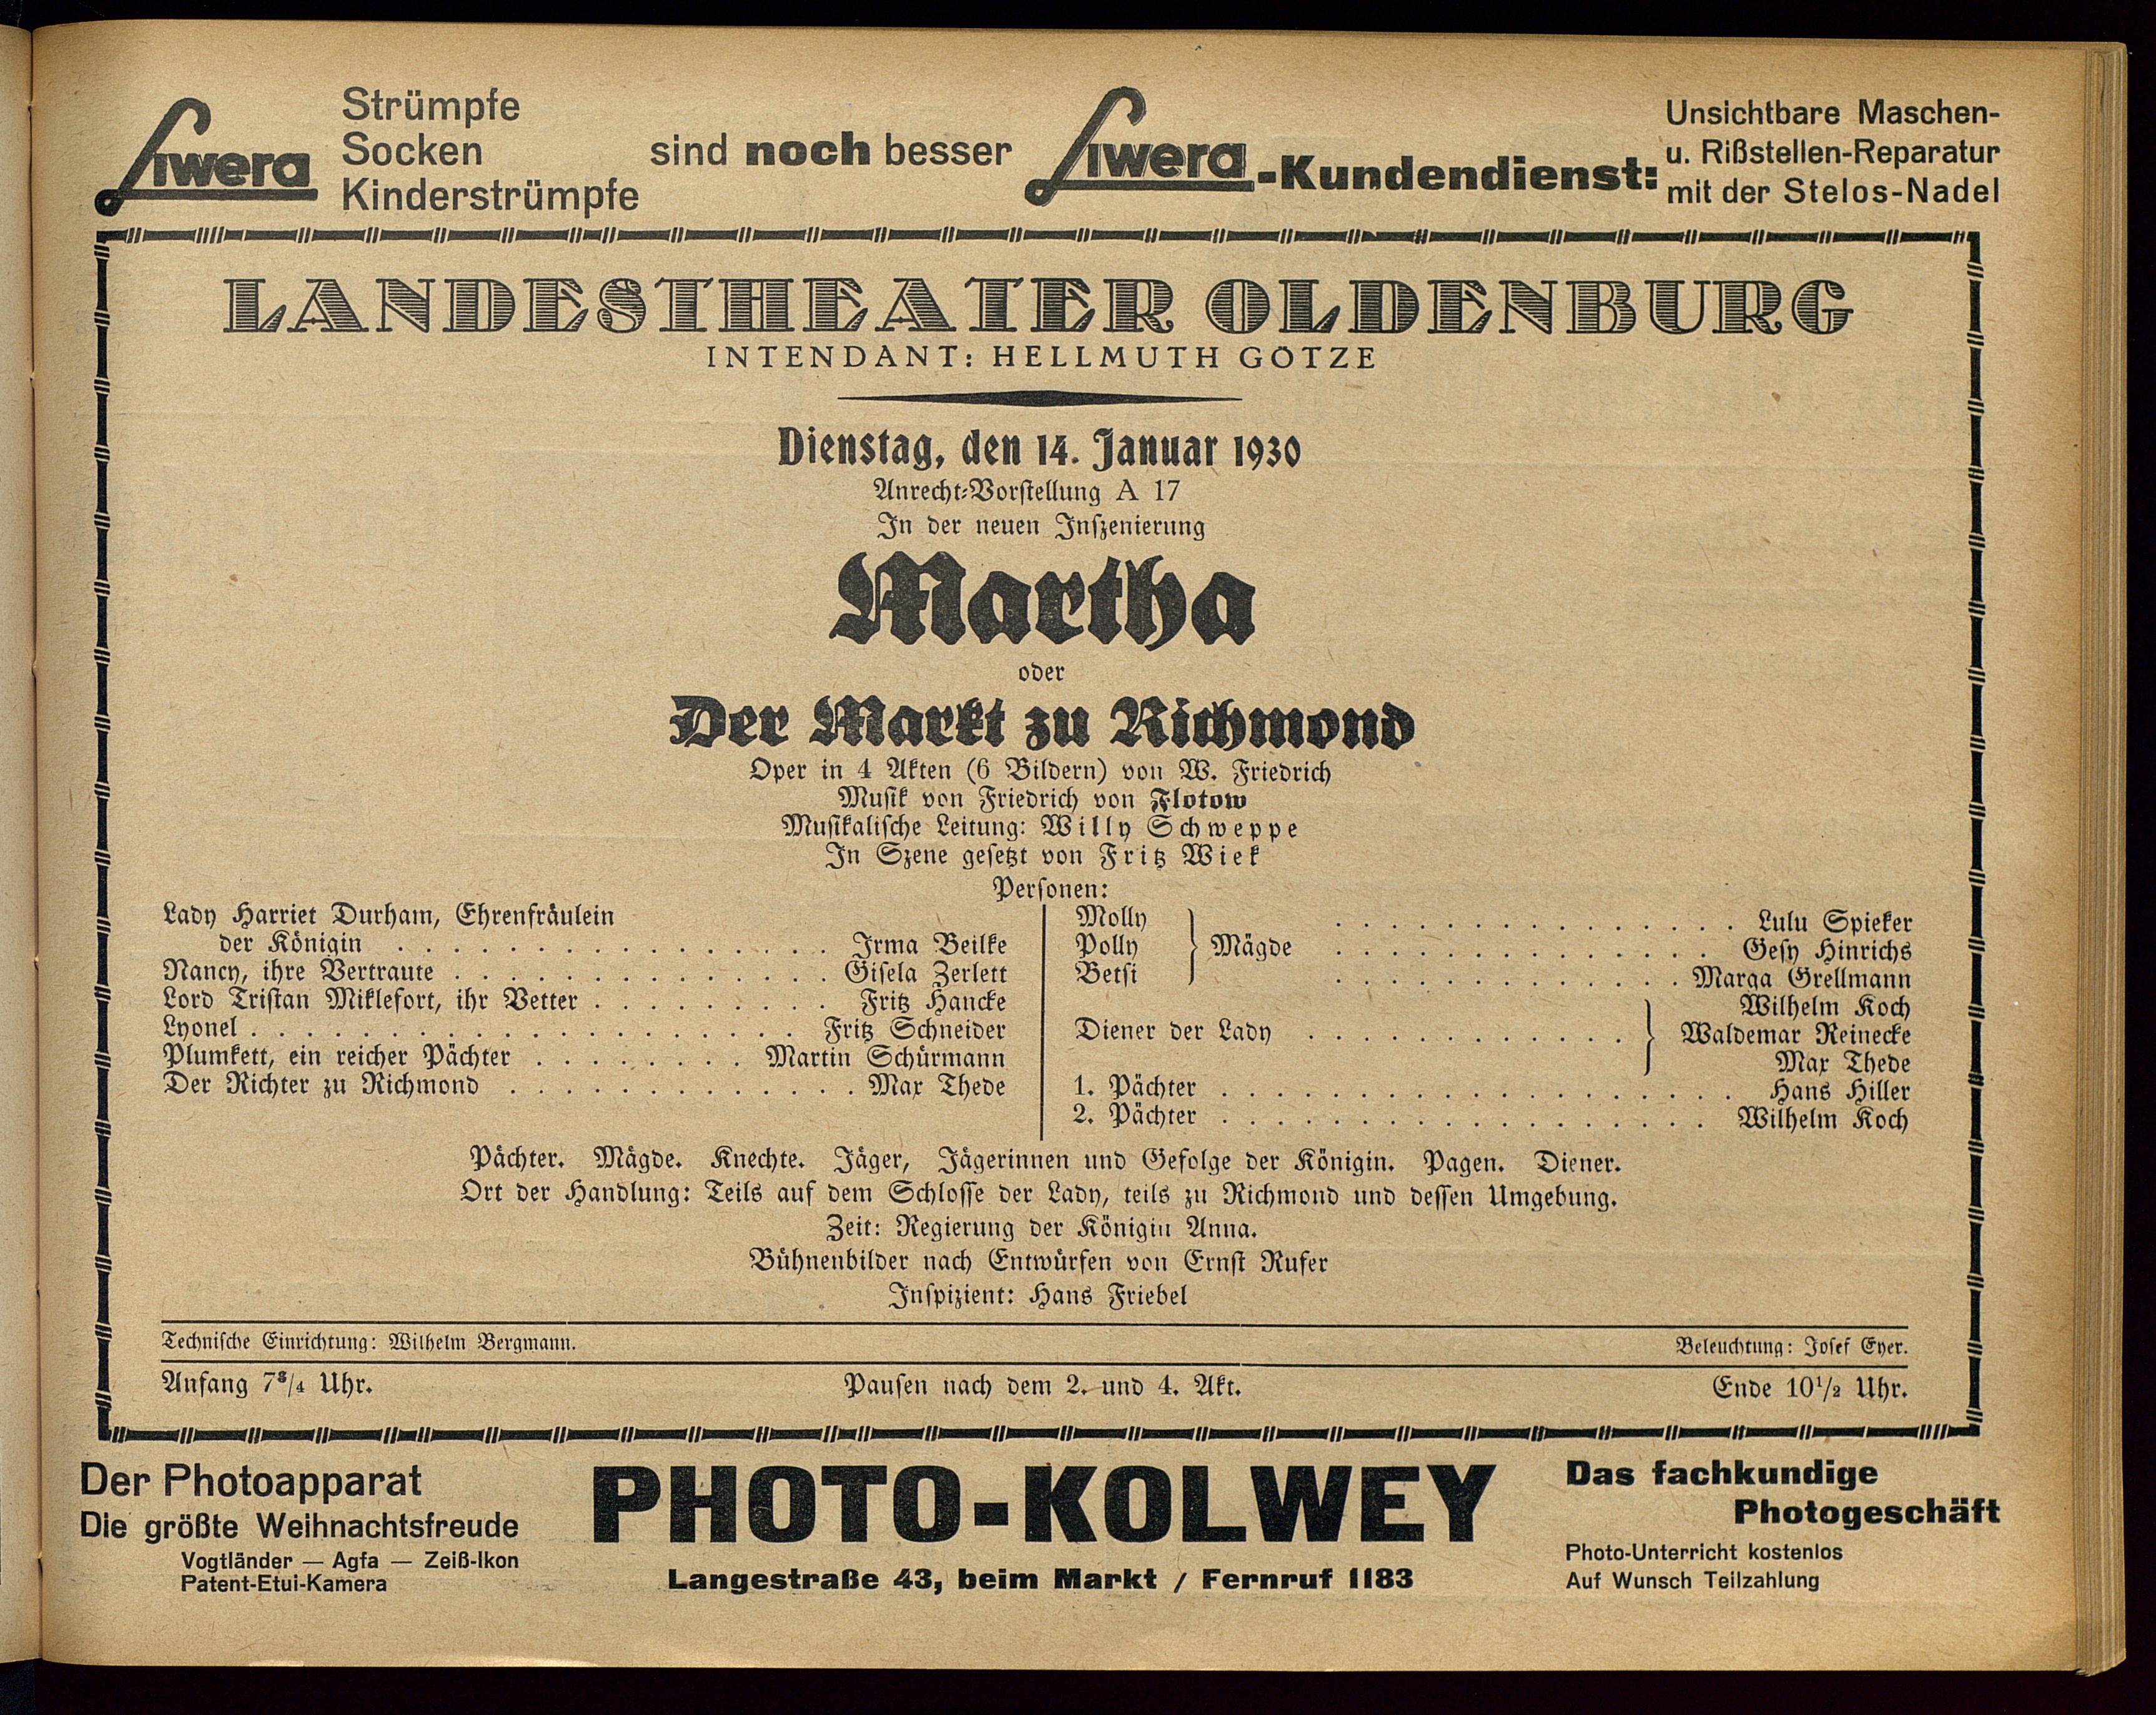 Siwera
Strümpfe
Socken
Kinderstrümpfe
sind noch besser
Siwera-Kundendienst:
Unsichtbare Maschen-
u. Rißstellen-Reparatur
mit der Stelos-Nadel
LANDESTHEATER OLDENBURG
INTENDANT: HELLMUTH GÖTZE
Dienstag, den 14. Januar 1930
Anrecht-Vorstellung A 17
In der neuen Inszenierung
Martha
oder
Der Markt zu Richmond
Oper in 4 Akten (6 Bildern) von W. Friedrich
Musik von Friedrich von Flotow
Musikalische Leitung: Willy Schweppe
In Szene gesetzt von Fritz Wiek
Personen:
Lady Harriet Durham, Ehrenfräulein
der Königin . . . . . . . . . . . . . . . . Irma Beilke
Nancy, ihre Vertraute . . . . . . . . . . . . . . Gisela Zerlett
Lord Tristan Miklefort, ihr Vetter . . . . . . . . . Fritz Hancke
Lyonel . . . . . . . . . . . . . . . . . . . . Fritz Schneider
Plumkett, ein reicher Pächter . . . . . . . . Martin Schürmann
Der Richter zu Richmond . . . . . . . . . . . . . Max Thede
Molly . . . . . . . . . . . . . . . Lulu Spieker
Polly } Mägde . . . . . . . . . . . . . . Gesy Hinrichs
Betsi . . . . . . . . . . . . . Marga Grellmann
Wilhelm Koch
Diener der Lady . . . . . . . . . . . . } Waldemar Reinecke
Max Thede
1. Pächter . . . . . . . . . . . . . . . . . . . Hans Hiller
2. Pächter . . . . . . . . . . . . . . . . . . Wilhelm Koch
Pächter. Mägde. Knechte. Jäger, Jägerinnen und Gefolge der Königin. Pagen. Diener.
Ort der Handlung: Teils auf dem Schlosse der Lady, teils zu Richmond und dessen Umgebung.
Zeit: Regierung der Königin Anna.
Bühnenbilder nach Entwürfen von Ernst Rufer
Inspizient: Hans Friebel
Technische Einrichtung: Wilhelm Bergmann. Beleuchtung: Josef Eyer.
Anfang 7³/₄ Uhr. Pausen nach dem 2. und 4. Akt. Ende 10¹/₂ Uhr.
Der Photoapparat
Die größte Weihnachtsfreude
Vogtländer — Agfa — Zeiß-Ikon
Patent-Etui-Kamera
PHOTO-KOLWEY
Langestraße 43, beim Markt / Fernruf 1183
Das fachkundige
Photogeschäft
Photo-Unterricht kostenlos
Auf Wunsch Teilzahlung